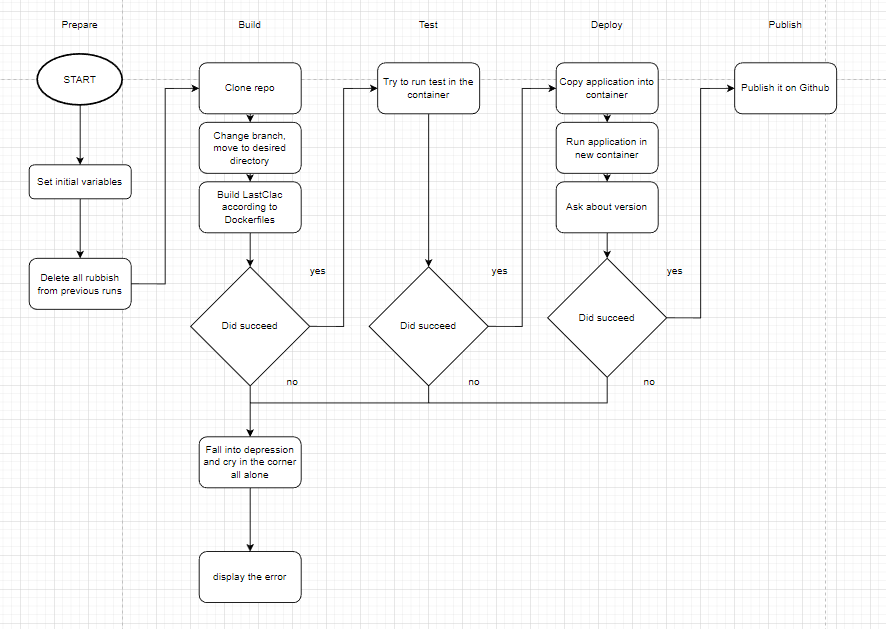 Prepare
Build
Test
Deploy
Publish
START
Set initial variables
Delete all rubbish
from previous runs
Clone repo
Change branch,
move to desired
directory
Build LastClac
according to
Dockerfiles
Did succeed
yes
no
Try to run test in the
container
Did succeed
yes
no
Copy application into
container
Run application in
new container
Ask about version
Did succeed
yes
no
Publish it on Github
Fall into depression
and cry in the corner
all alone
display the error